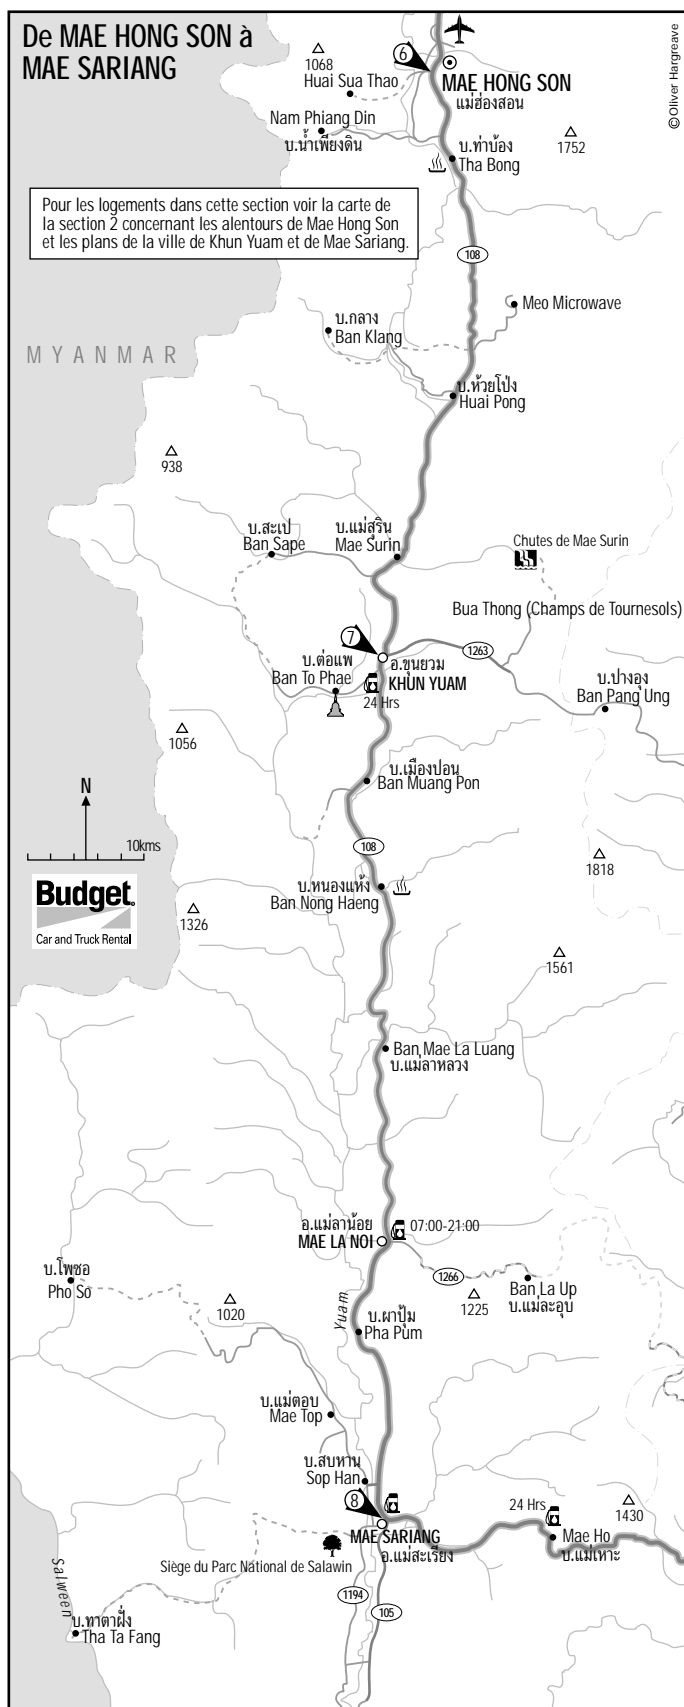 De MAE HONG SON à
MAE SARIANG
©Oliver Hargreave
1068
Huai Sua Thao
6
MAE HONG SON
แม่ฮ่องสอน
Nam Phiang Din
บ.น้ำเพียงดิน
บ.ท่าบ้อง
Tha Bong
1752
Pour les logements dans cette section voir la carte de
la section 2 concernant les alentours de Mae Hong Son
et les plans de la ville de Khun Yuam et de Mae Sariang.
108
Meo Microwave
บ.กลาง
Ban Klang
MYANMAR
บ.ห้วยโป่ง
Huai Pong
938
บ.สะเป
Ban Sape
บ.แม่สุริน
Mae Surin
Chutes de Mae Surin
Bua Thong (Champs de Tournesols)
7
1263
บ.ต่อแพ
Ban To Phae
อ.ขุนยวม
KHUN YUAM
24 Hrs
บ.ปางอุง
Ban Pang Ung
1056
บ.เมืองปอน
Ban Muang Pon
N
10kms
108
1818
บ.หนองแห้ง
Ban Nong Haeng
Budget.
Car and Truck Rental
1326
1561
Ban Mae La Luang
บ.แม่ลาหลวง
อ.แม่ลาน้อย
MAE LA NOI
07:00-21:00
บ.โพซอ
Pho So
1266
Ban La Up
บ.แม่ละอุบ
1020
1225
Yuam
บ.ผาปุ้ม
Pha Pum
บ.แม่ตอบ
Mae Top
บ.สบหาน
Sop Han
8
MAE SARIANG
อ.แม่สะเรียง
24 Hrs
1430
Mae Ho
บ.แม่เหาะ
Siège du Parc National de Salawin
1194
105
Salween
บ.ทาตาฝั่ง
Tha Ta Fang